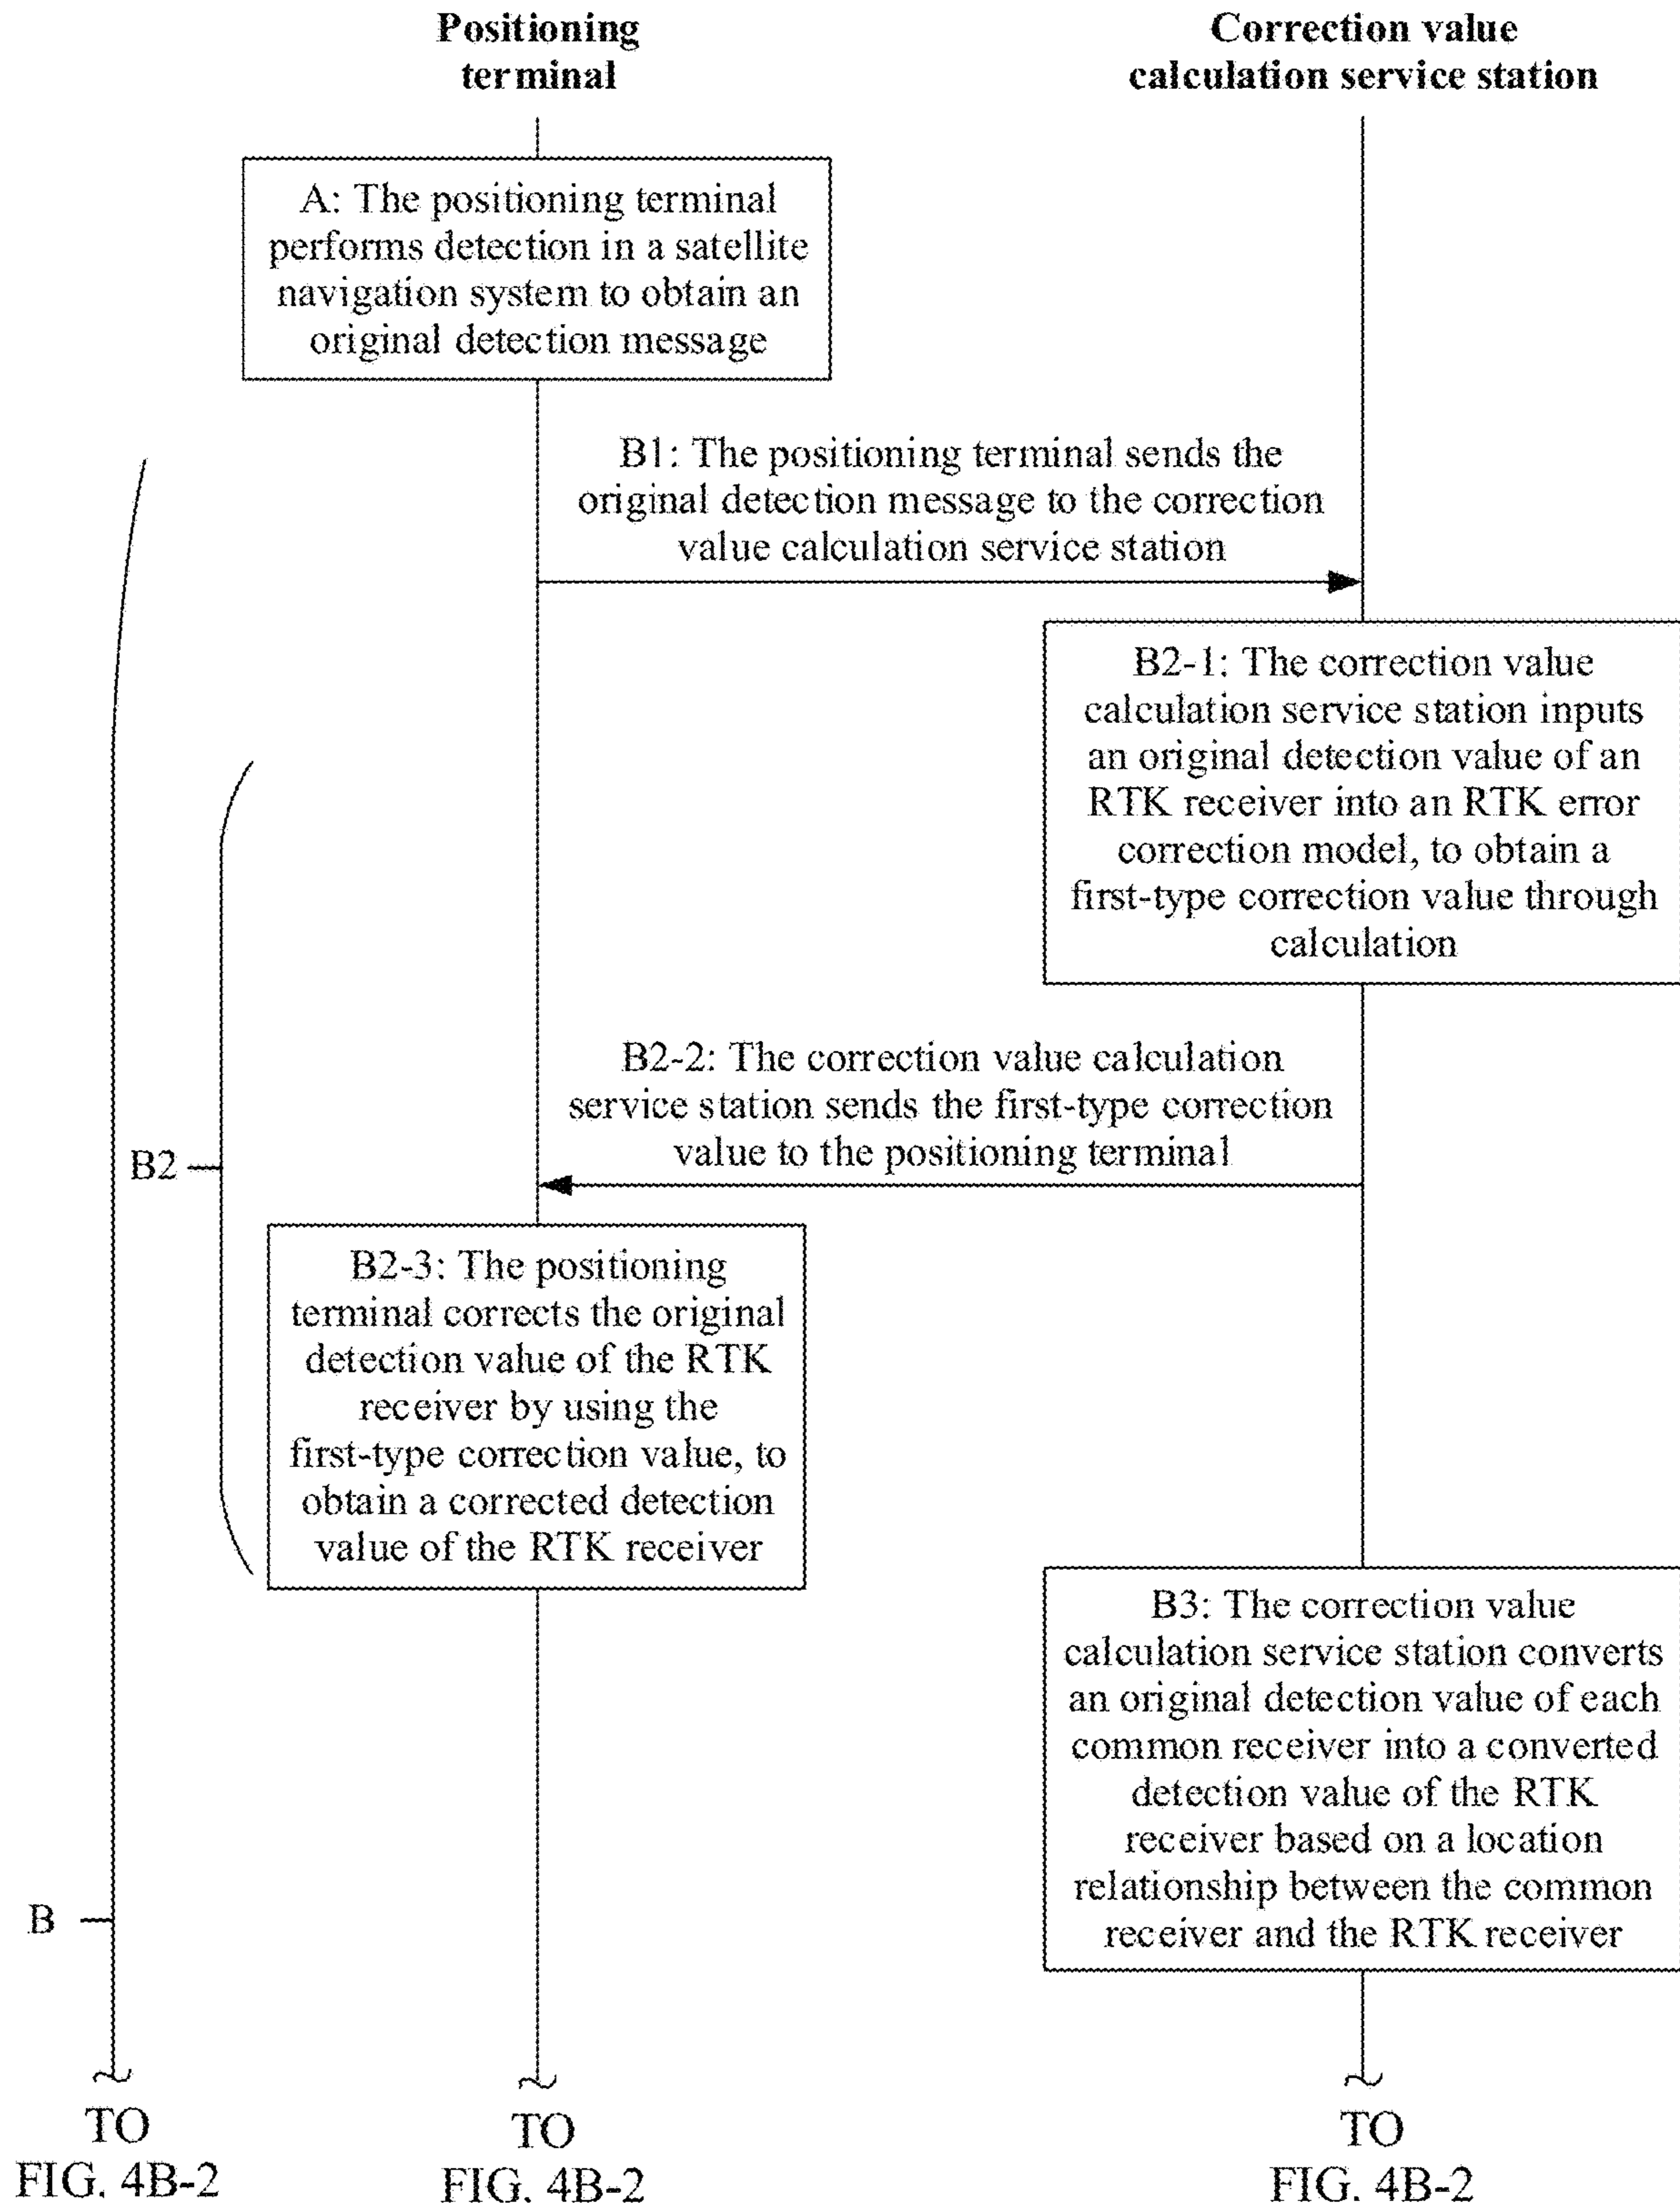 Positioning
terminal
Correction value
calculation service station
A: The positioning terminal
performs detection in a satellite
navigation system to obtain an
original detection message
B1: The positioning terminal sends the
original detection message to the correction
value calculation service station
B2-1: The correction value
calculation service station inputs
an original detection value of an
RTK receiver into an RTK error
correction model, to obtain a
first-type correction value through
calculation
B2-2: The correction value calculation
service station sends the first-type correction
value to the positioning terminal
B2
B2-3: The positioning
terminal corrects the original
detection value of the RTK
receiver by using the
first-type correction value, to
obtain a corrected detection
value of the RTK receiver
B3: The correction value
calculation service station converts
an original detection value of each
common receiver into a converted
detection value of the RTK
receiver based on a location
relationship between the common
receiver and the RTK receiver
B
TO
FIG. 4B-2
TO
FIG. 4B-2
TO
FIG. 4B-2